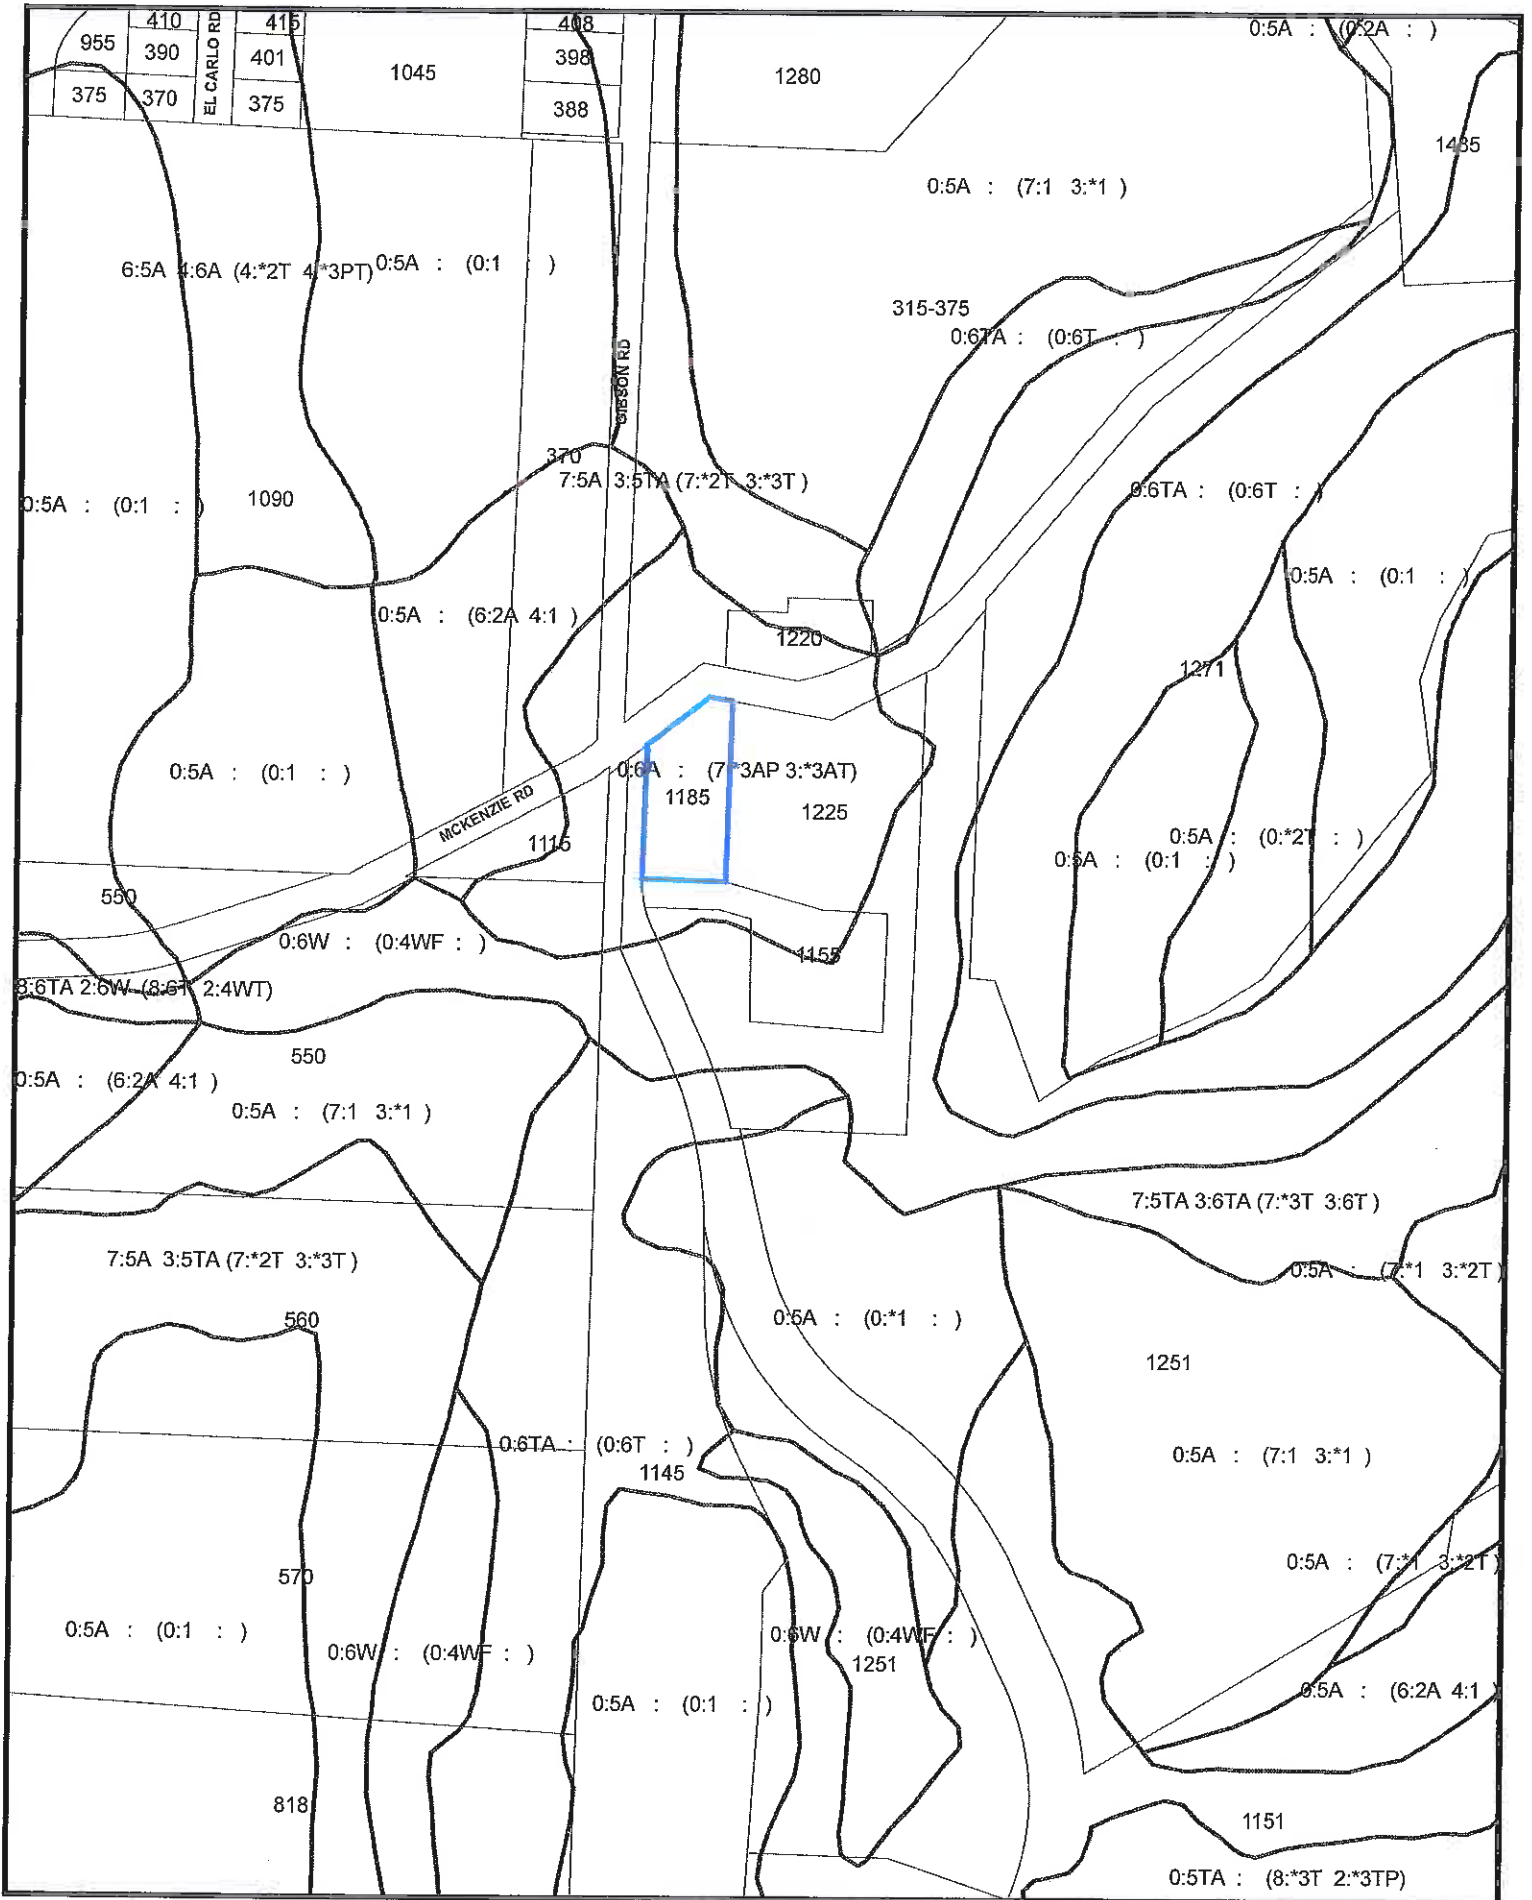 410
415
408
0:5A : (0:2A : )
955
390
EL CARLO RD
401
1045
398
1280
375
370
375
388
1485
0:5A : (7:1 3:*1 )
6:5A 4:6A (4:*2T 4:*3PT)
0:5A : (0:1 : )
315-375
0:6TA : (0:6T : )
GIBSON RD
370
7:5A 3:5TA (7:*2T 3:*3T )
0:5A : (0:1 : )
1090
0:6TA : (0:6T : )
0:5A : (0:1 : )
0:5A : (6:2A 4:1 )
1220
1271
0:5A : (0:1 : )
0:6A : (7:*3AP 3:*3AT)
1185
1225
MCKENZIE RD
1115
0:5A : (0:*2T : )
0:5A : (0:1 : )
550
0:6W : (0:4WF : )
1155
8:6TA 2:6W (8:6T 2:4WT)
550
0:5A : (6:2A 4:1 )
0:5A : (7:1 3:*1 )
7:5TA 3:6TA (7:*3T 3:6T )
7:5A 3:5TA (7:*2T 3:*3T )
0:5A : (7:*1 3:*2T )
560
0:5A : (0:*1 : )
1251
0:6TA : (0:6T : )
1145
0:5A : (7:1 3:*1 )
570
0:5A : (7:*1 3:*2T )
0:5A : (0:1 : )
0:6W : (0:4WF : )
0:6W : (0:4WF : )
1251
0:5A : (0:1 : )
0:5A : (6:2A 4:1 )
818
1151
0:5TA : (8:*3T 2:*3TP)